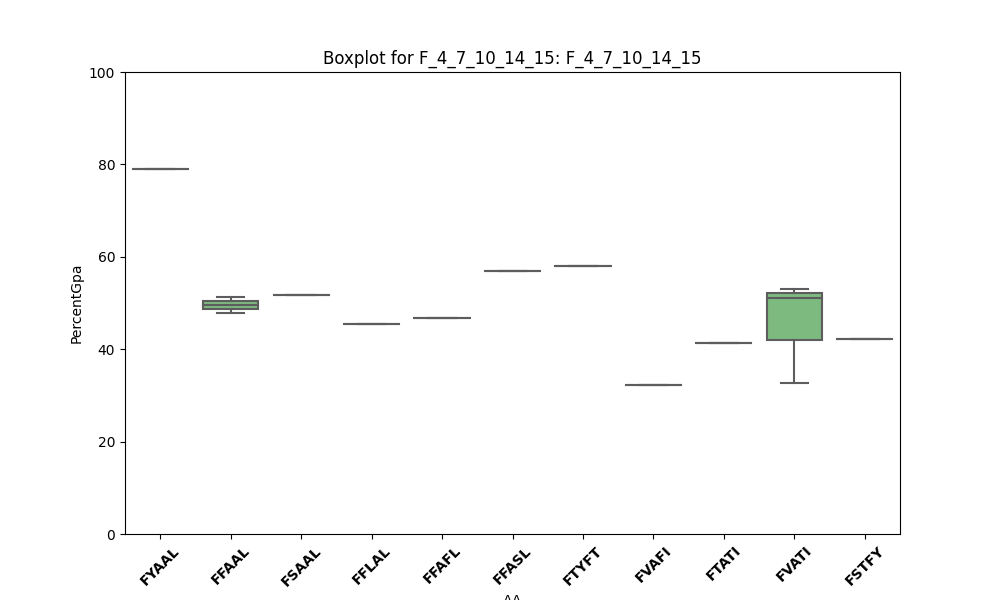 Boxplot for F_4_7_10_14_15: F_4_7_10_14_15
100
80
60
40
20
0
PercentGpa
FYAAL
FFAAL
FSAAL
FFLAL
FFAFL
FFASL
FTYFT
FVAFI
FTATI
FVATI
FSTFY
AA